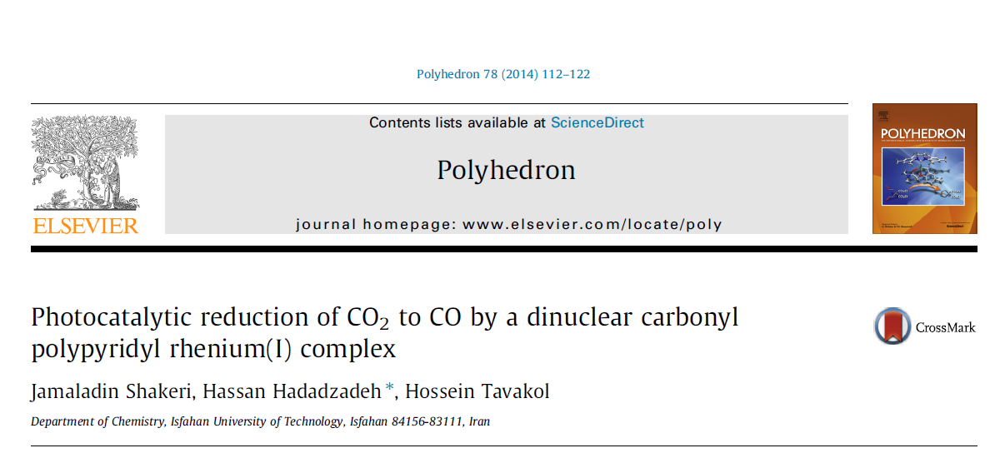 Polyhedron 78 (2014) 112–122
Contents lists available at ScienceDirect
Polyhedron
journal homepage: www.elsevier.com/locate/poly
ELSEVIER
POLYHEDRON
Photocatalytic reduction of CO₂ to CO by a dinuclear carbonyl
polypyridyl rhenium(I) complex
CrossMark
Jamaladin Shakeri, Hassan Hadadzadeh *, Hossein Tavakol
Department of Chemistry, Isfahan University of Technology, Isfahan 84156-83111, Iran